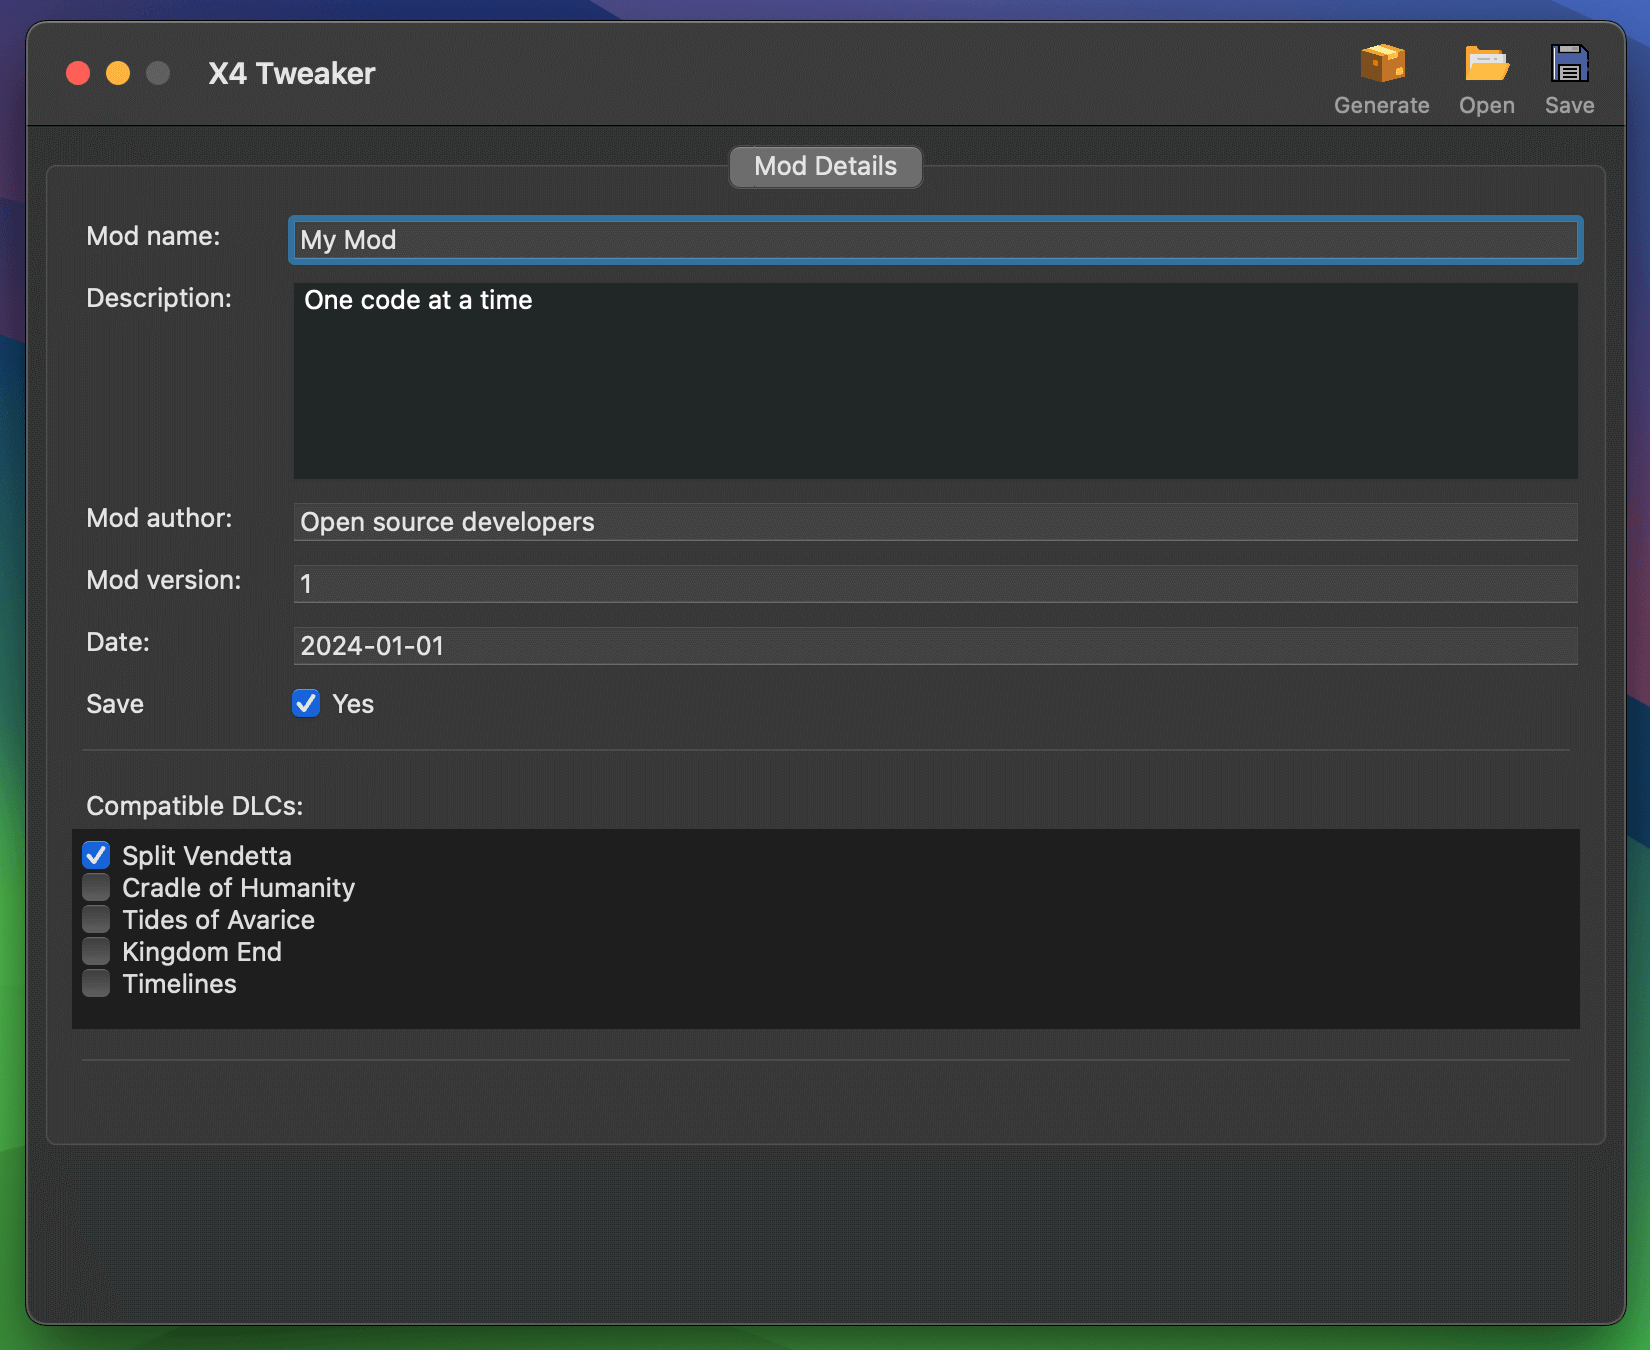 X4 Tweaker
Generate Open Save
Mod Details
Mod name: My Mod
Description: One code at a time
Mod author: Open source developers
Mod version: 1
Date: 2024-01-01
Save Yes
Compatible DLCs:
Split Vendetta
Cradle of Humanity
Tides of Avarice
Kingdom End
Timelines